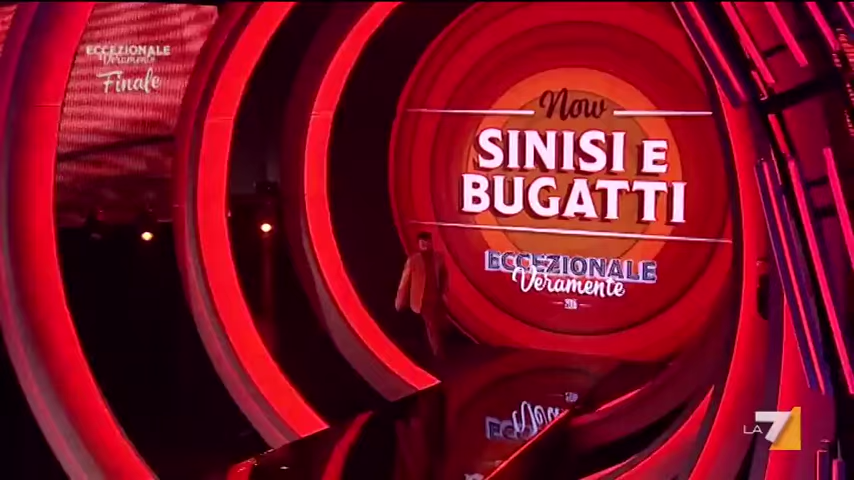 ECCEZIONALE
Veramente
Finale
Now
SINISI E
BUGATTI
ECCEZIONALE
Veramente
LA7